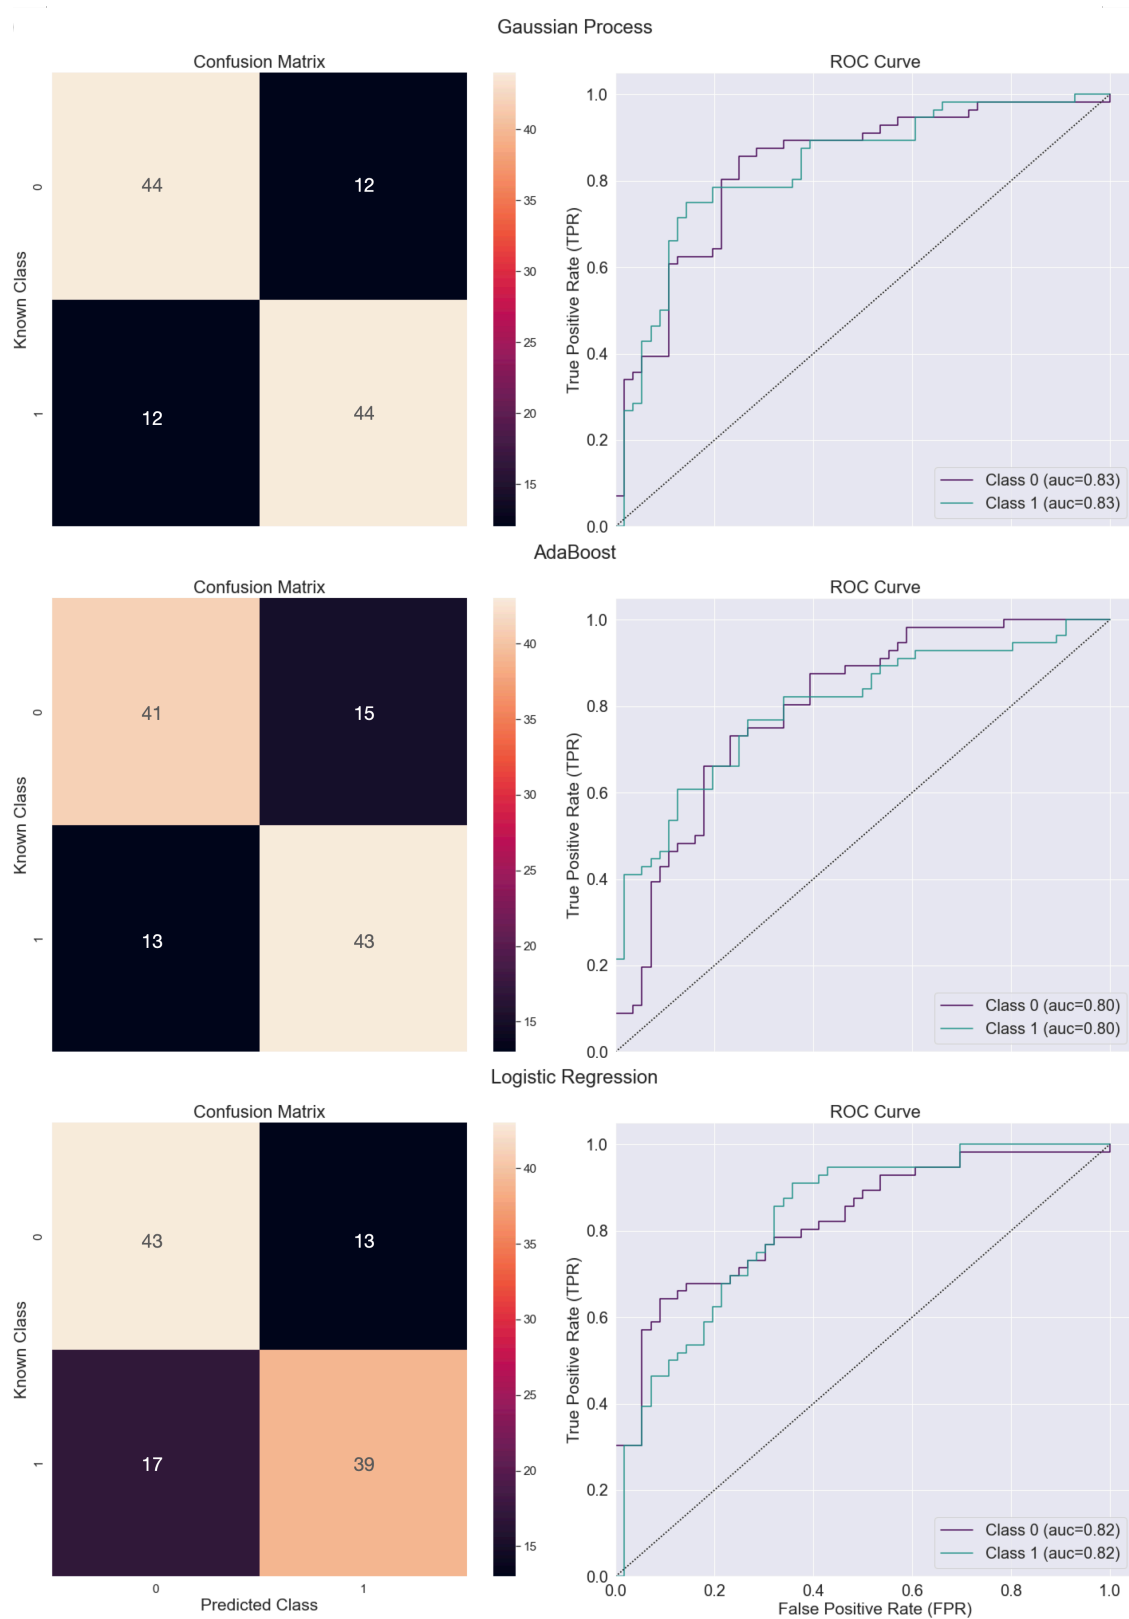 Gaussian Process
Confusion Matrix
0
1
Known Class
44
12
12
44
40
35
30
25
20
15
ROC Curve
True Positive Rate (TPR)
1.0
0.8
0.6
0.4
0.2
0.0
Class 0 (auc=0.83)
Class 1 (auc=0.83)
AdaBoost
Confusion Matrix
0
1
Known Class
41
15
13
43
40
35
30
25
20
15
ROC Curve
True Positive Rate (TPR)
1.0
0.8
0.6
0.4
0.2
0.0
Class 0 (auc=0.80)
Class 1 (auc=0.80)
Logistic Regression
Confusion Matrix
0
1
Known Class
43
13
17
39
0
1
Predicted Class
40
35
30
25
20
15
ROC Curve
True Positive Rate (TPR)
1.0
0.8
0.6
0.4
0.2
0.0
Class 0 (auc=0.82)
Class 1 (auc=0.82)
0.0 0.2 0.4 0.6 0.8 1.0
False Positive Rate (FPR)